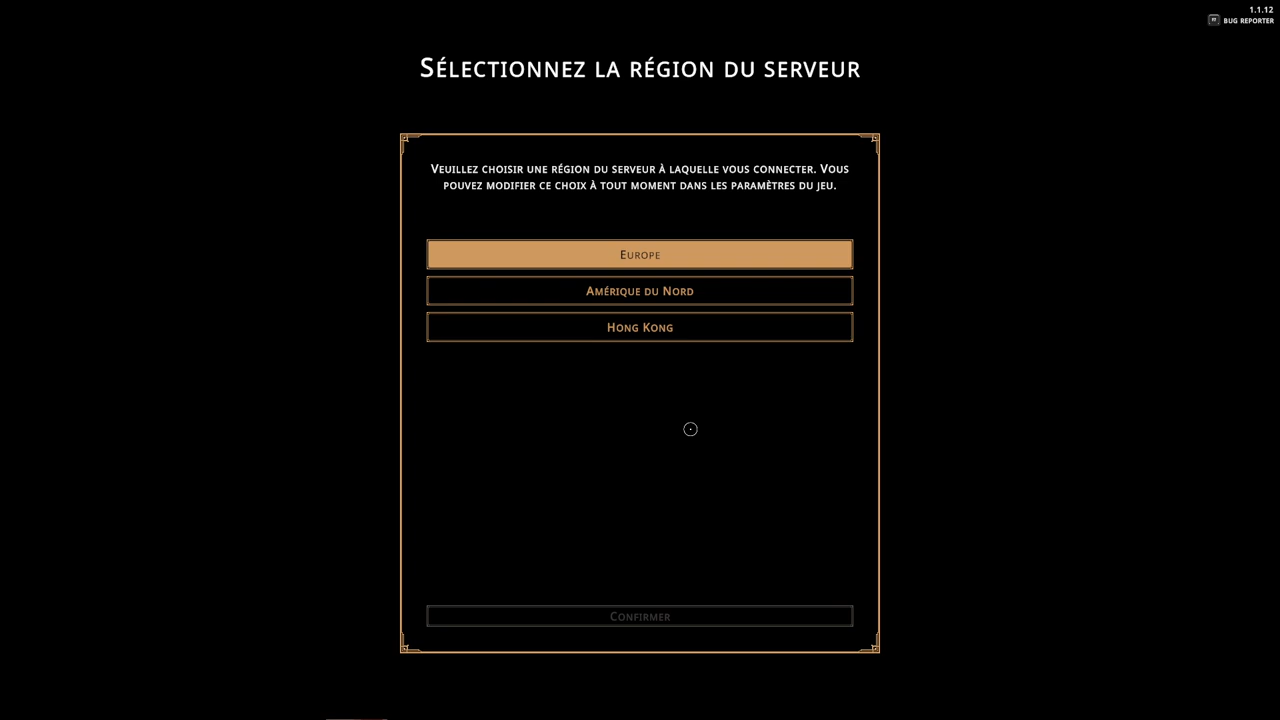 1.1.12
BUG REPORTER
Sélectionnez la région du serveur
Veuillez choisir une région du serveur à laquelle vous connecter. Vous
pouvez modifier ce choix à tout moment dans les paramètres du jeu.
Europe
Amérique du Nord
Hong Kong
Confirmer